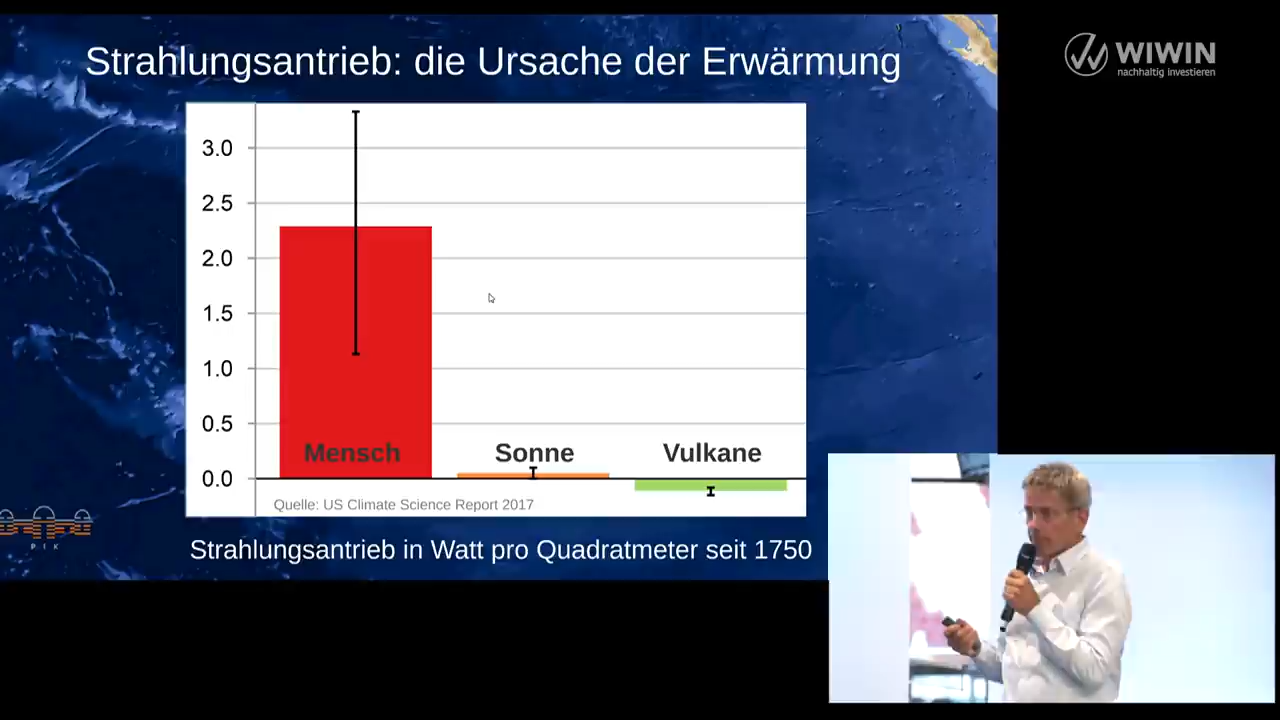 Strahlungsantrieb: die Ursache der Erwärmung
WIWIN
nachhaltig investieren
3.0
2.5
2.0
1.5
1.0
0.5
0.0
Mensch
Sonne
Vulkane
Quelle: US Climate Science Report 2017
P I K
Strahlungsantrieb in Watt pro Quadratmeter seit 1750